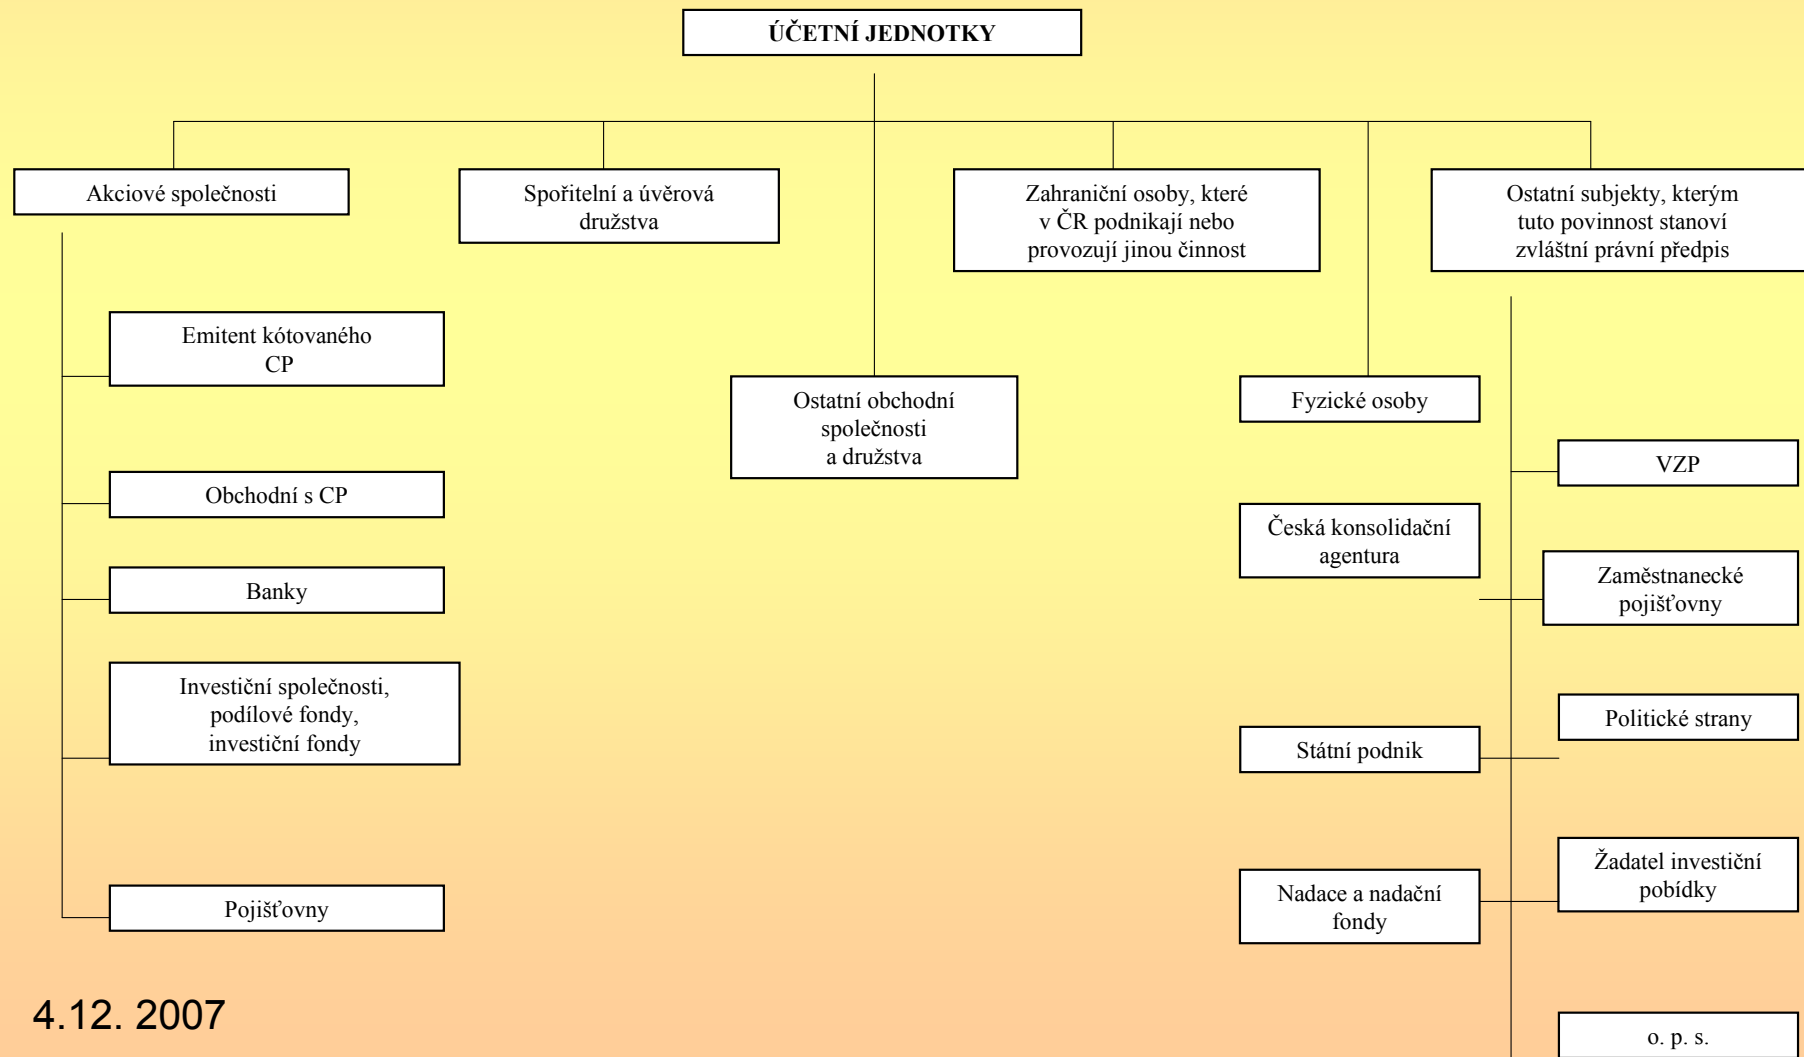 ÚČETNÍ JEDNOTKY
Akciové společnosti
Spořitelní a úvěrová
družstva
Zahraniční osoby, které
v ČR podnikají nebo
provozují jinou činnost
Ostatní subjekty, kterým
tuto povinnost stanoví
zvláštní právní předpis
Emitent kótovaného
CP
Obchodní s CP
Banky
Investiční společnosti,
podílové fondy,
investiční fondy
Pojišťovny
Ostatní obchodní
společnosti
a družstva
Fyzické osoby
Česká konsolidační
agentura
Státní podnik
Nadace a nadační
fondy
VZP
Zaměstnanecké
pojišťovny
Politické strany
Žadatel investiční
pobídky
o. p. s.
4.12. 2007